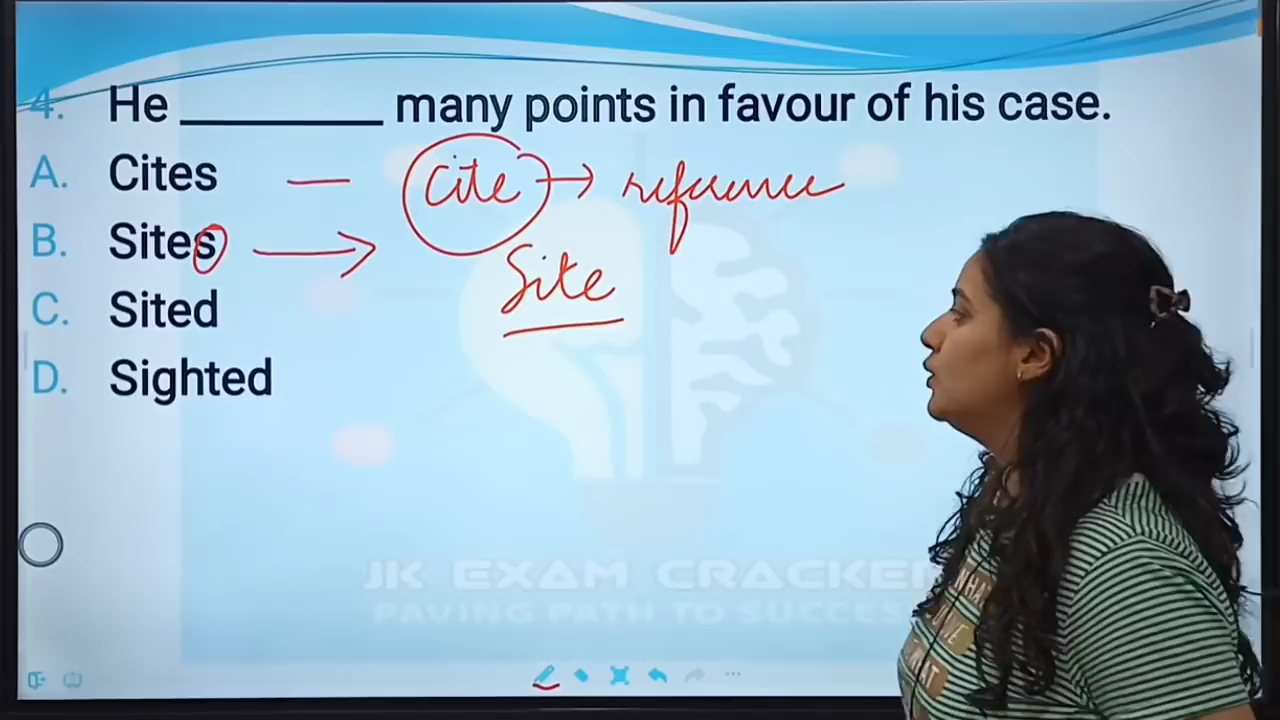 4. He __________ many points in favour of his case.
A. Cites — Cite → reference
B. Sites → Site
C. Sited
D. Sighted
JK EXAM CRACKER
PAVING PATH TO SUCCESS